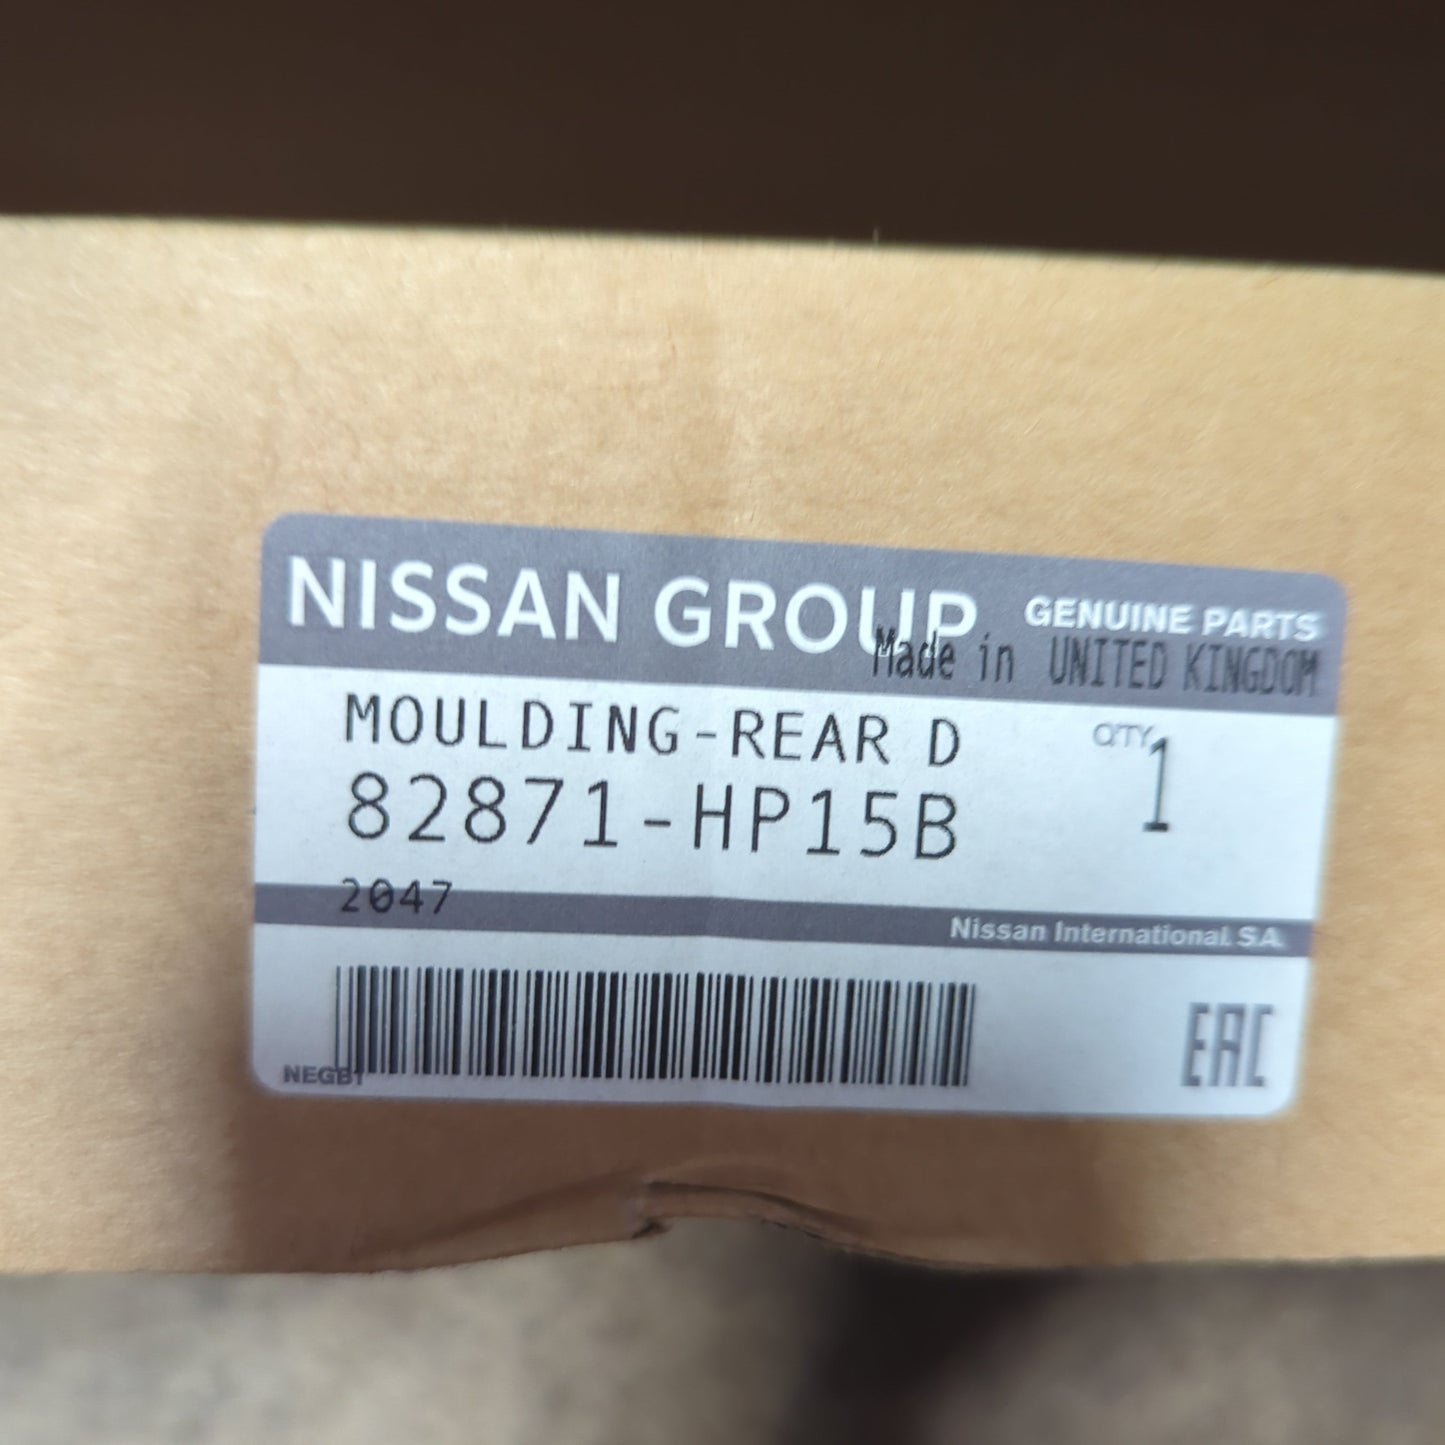 NISSAN GROUP GENUINE PARTS
Made in UNITED KINGDOM
MOULDING-REAR D QTY 1
82871-HP15B
2047
Nissan International S.A.
NEGB1
EAC